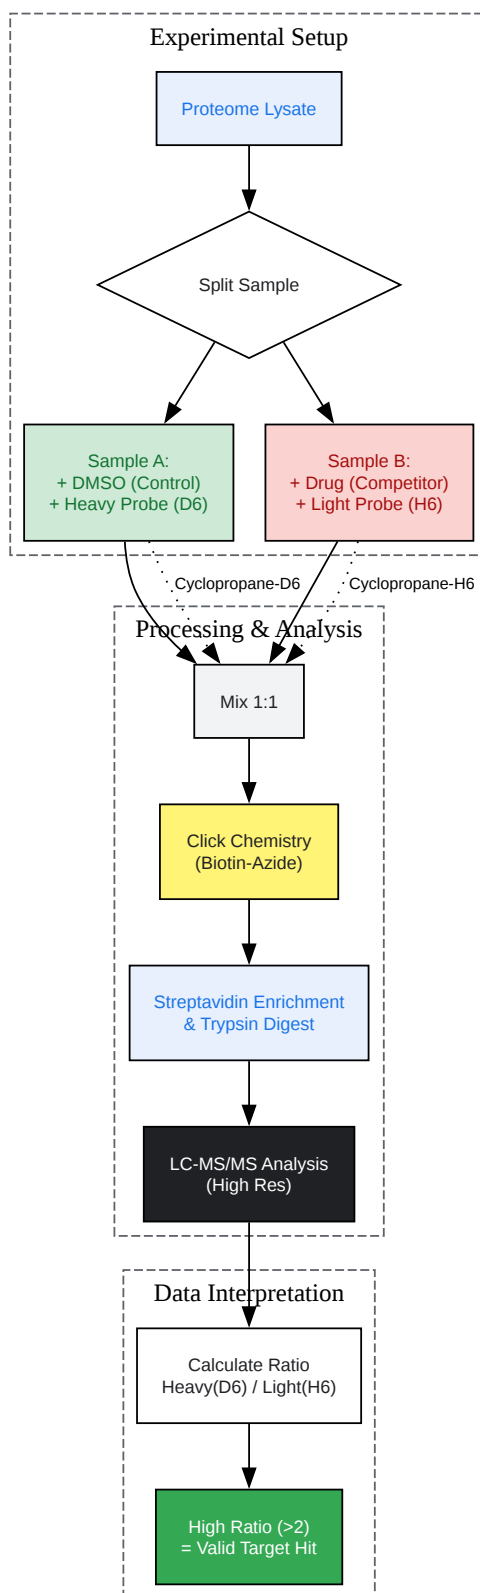 Experimental Setup
Proteome Lysate
Split Sample
Sample A:
+ DMSO (Control)
+ Heavy Probe (D6)
Sample B:
+ Drug (Competitor)
+ Light Probe (H6)
Cyclopropane-D6
Cyclopropane-H6
Processing & Analysis
Mix 1:1
Click Chemistry
(Biotin-Azide)
Streptavidin Enrichment
& Trypsin Digest
LC-MS/MS Analysis
(High Res)
Data Interpretation
Calculate Ratio
Heavy(D6) / Light(H6)
High Ratio (>2)
= Valid Target Hit